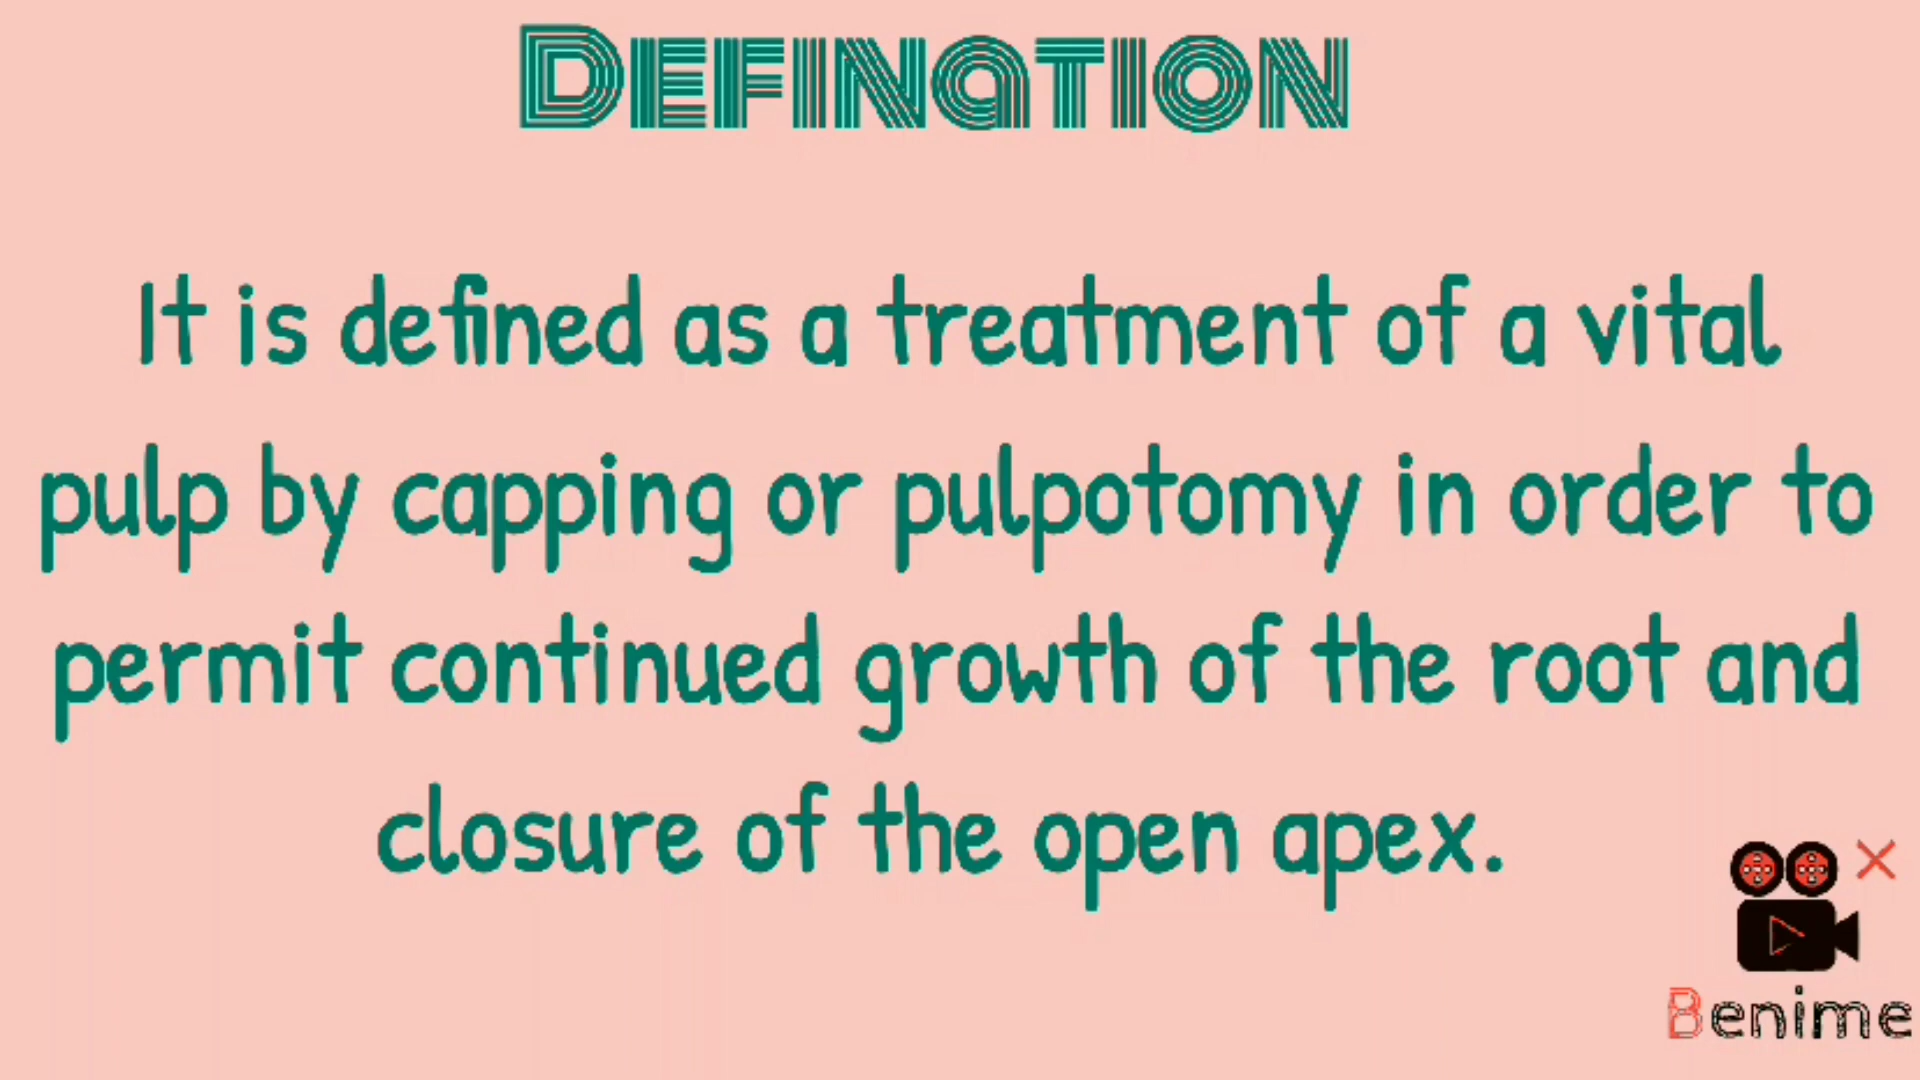 DEFINATION
It is defined as a treatment of a vital
pulp by capping or pulpotomy in order to
permit continued growth of the root and
closure of the open apex.
Benime